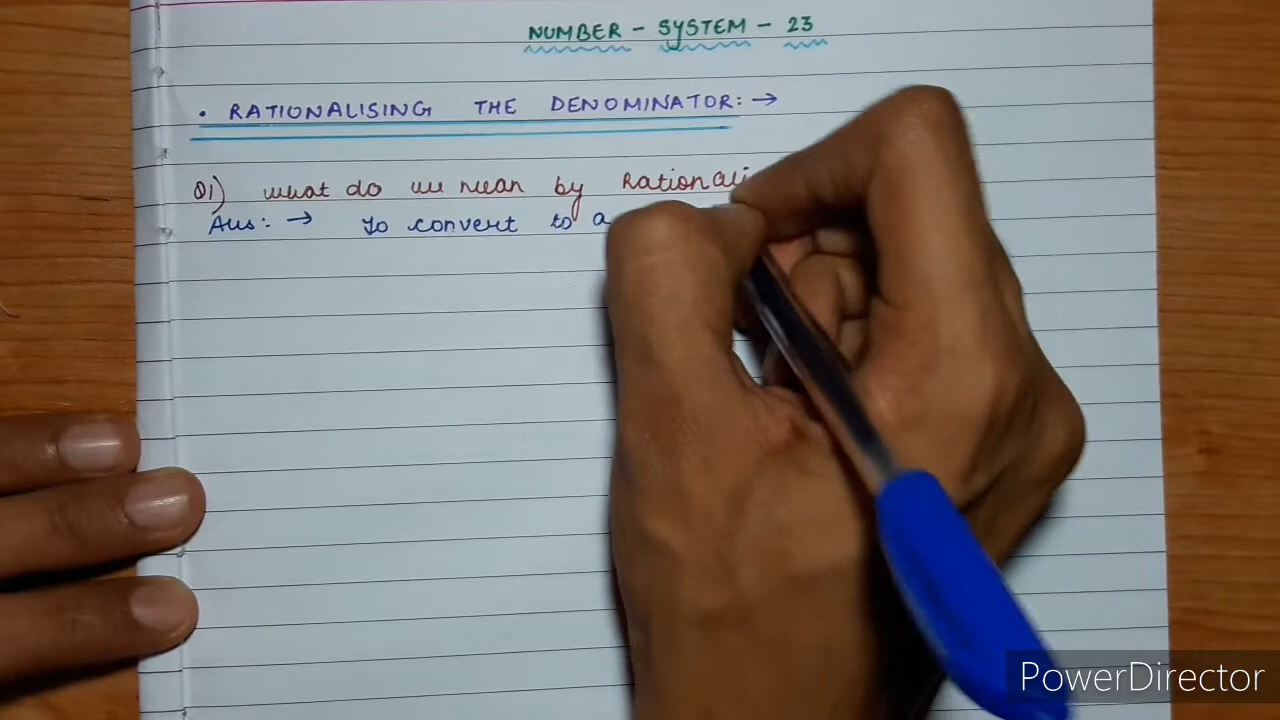 NUMBER - SYSTEM - 23
• RATIONALISING THE DENOMINATOR: →
Q1) what do we mean by
Ans: → To convert to a
PowerDirector